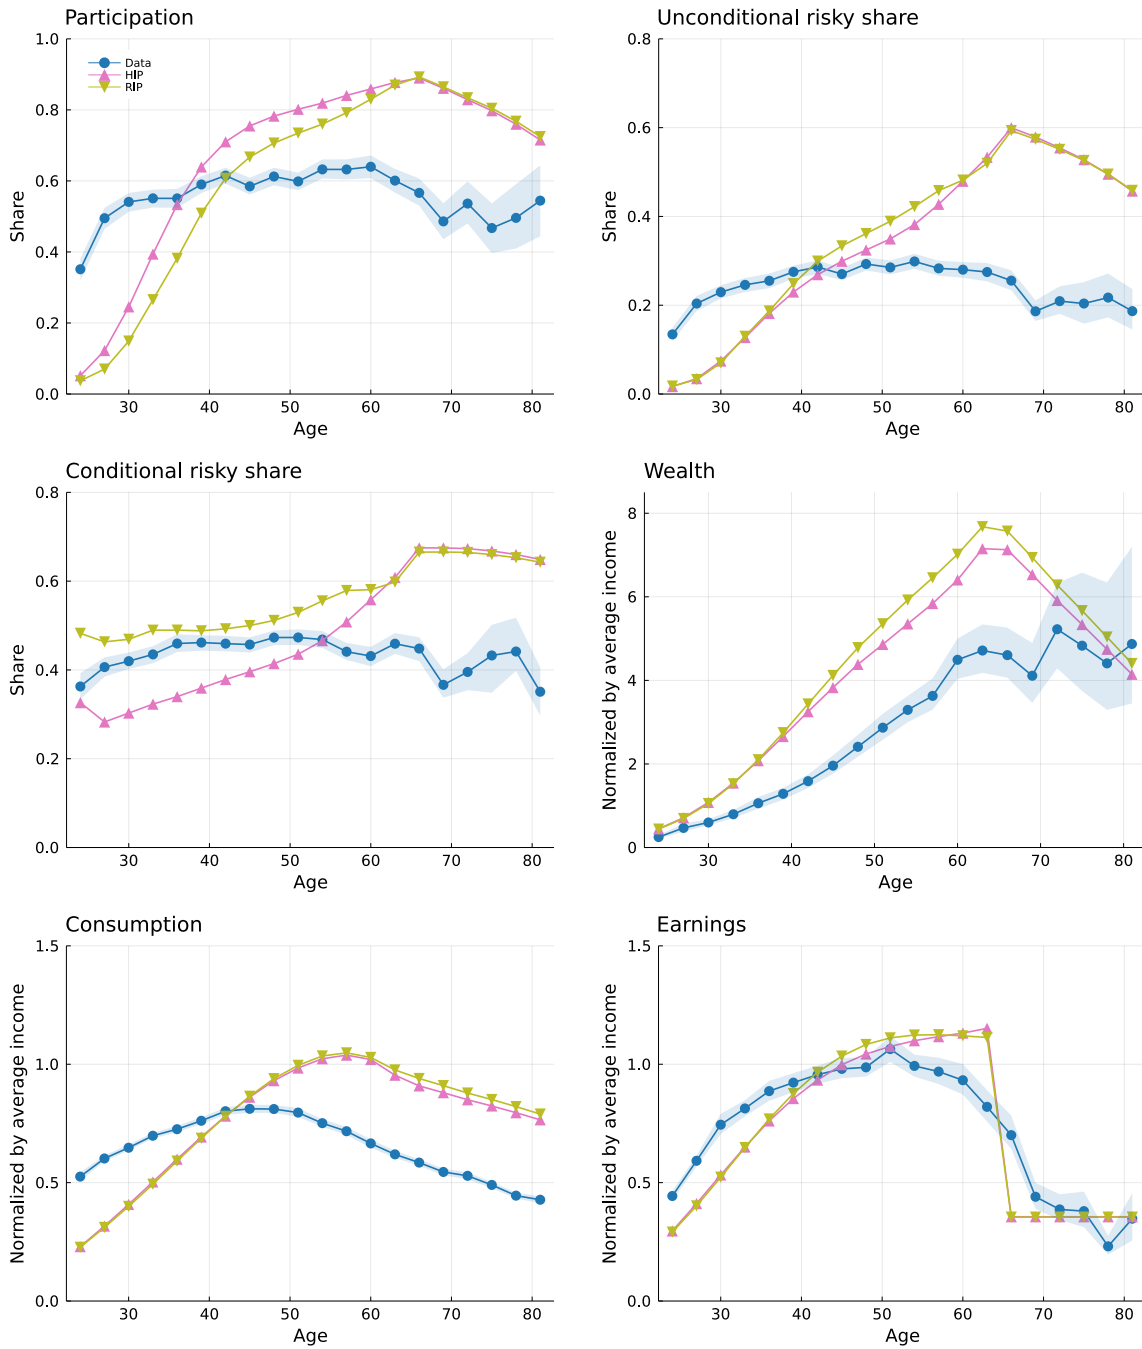 Participation
1.0
0.8
0.6
0.4
0.2
0.0
Share
Data
HIP
RIP
30 40 50 60 70 80
Age
Unconditional risky share
0.8
0.6
0.4
0.2
0.0
Share
30 40 50 60 70 80
Age
Conditional risky share
0.8
0.6
0.4
0.2
0.0
Share
30 40 50 60 70 80
Age
Wealth
8
6
4
2
0
Normalized by average income
30 40 50 60 70 80
Age
Consumption
1.5
1.0
0.5
0.0
Normalized by average income
30 40 50 60 70 80
Age
Earnings
1.5
1.0
0.5
0.0
Normalized by average income
30 40 50 60 70 80
Age